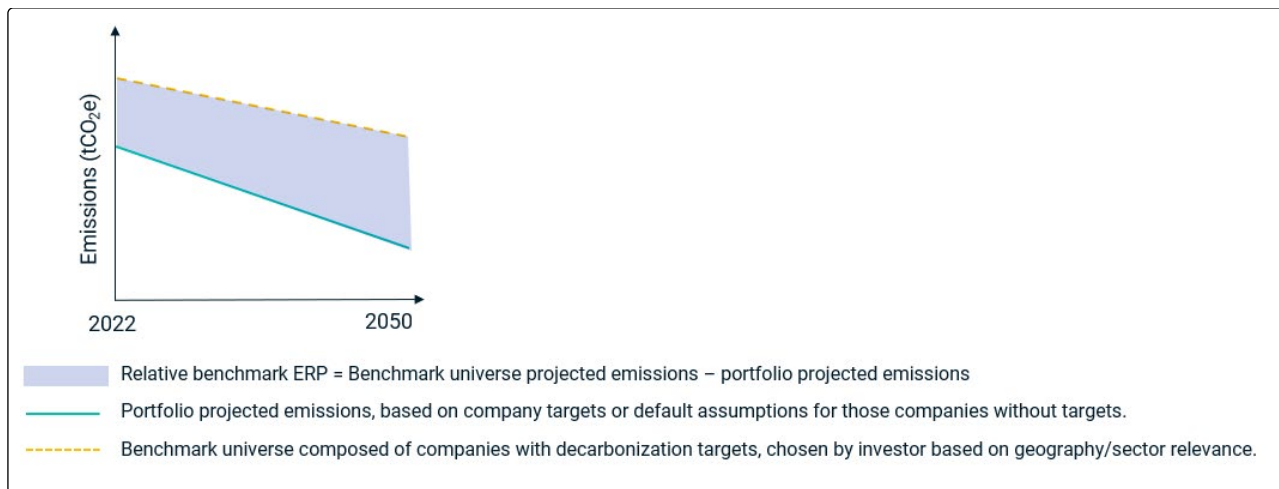 Emissions (tCO₂e)
2022
2050
Relative benchmark ERP = Benchmark universe projected emissions – portfolio projected emissions
Portfolio projected emissions, based on company targets or default assumptions for those companies without targets.
Benchmark universe composed of companies with decarbonization targets, chosen by investor based on geography/sector relevance.